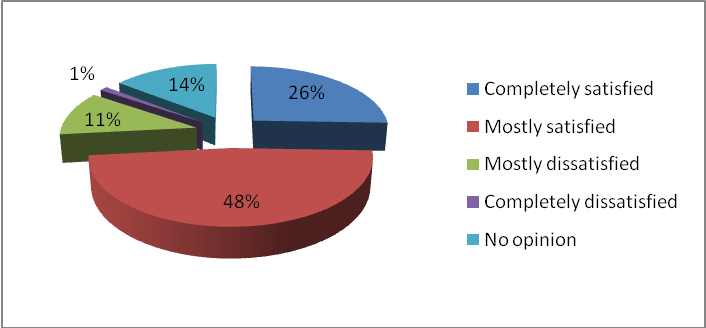 1%
14%
26%
11%
48%
Completely satisfied
Mostly satisfied
Mostly dissatisfied
Completely dissatisfied
No opinion